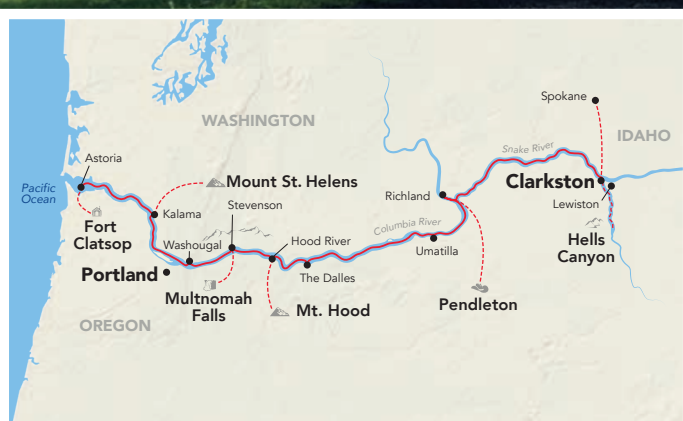 Spokane
WASHINGTON
IDAHO
Snake River
Astoria
Clarkston
Mount St. Helens
Pacific
Ocean
Richland
Lewiston
Stevenson
Kalama
Fort
Clatsop
Columbia River
Hood River
Washougal
Umatilla
Hells
Canyon
Portland
The Dalles
Multnomah
Falls
Pendleton
Mt. Hood
OREGON